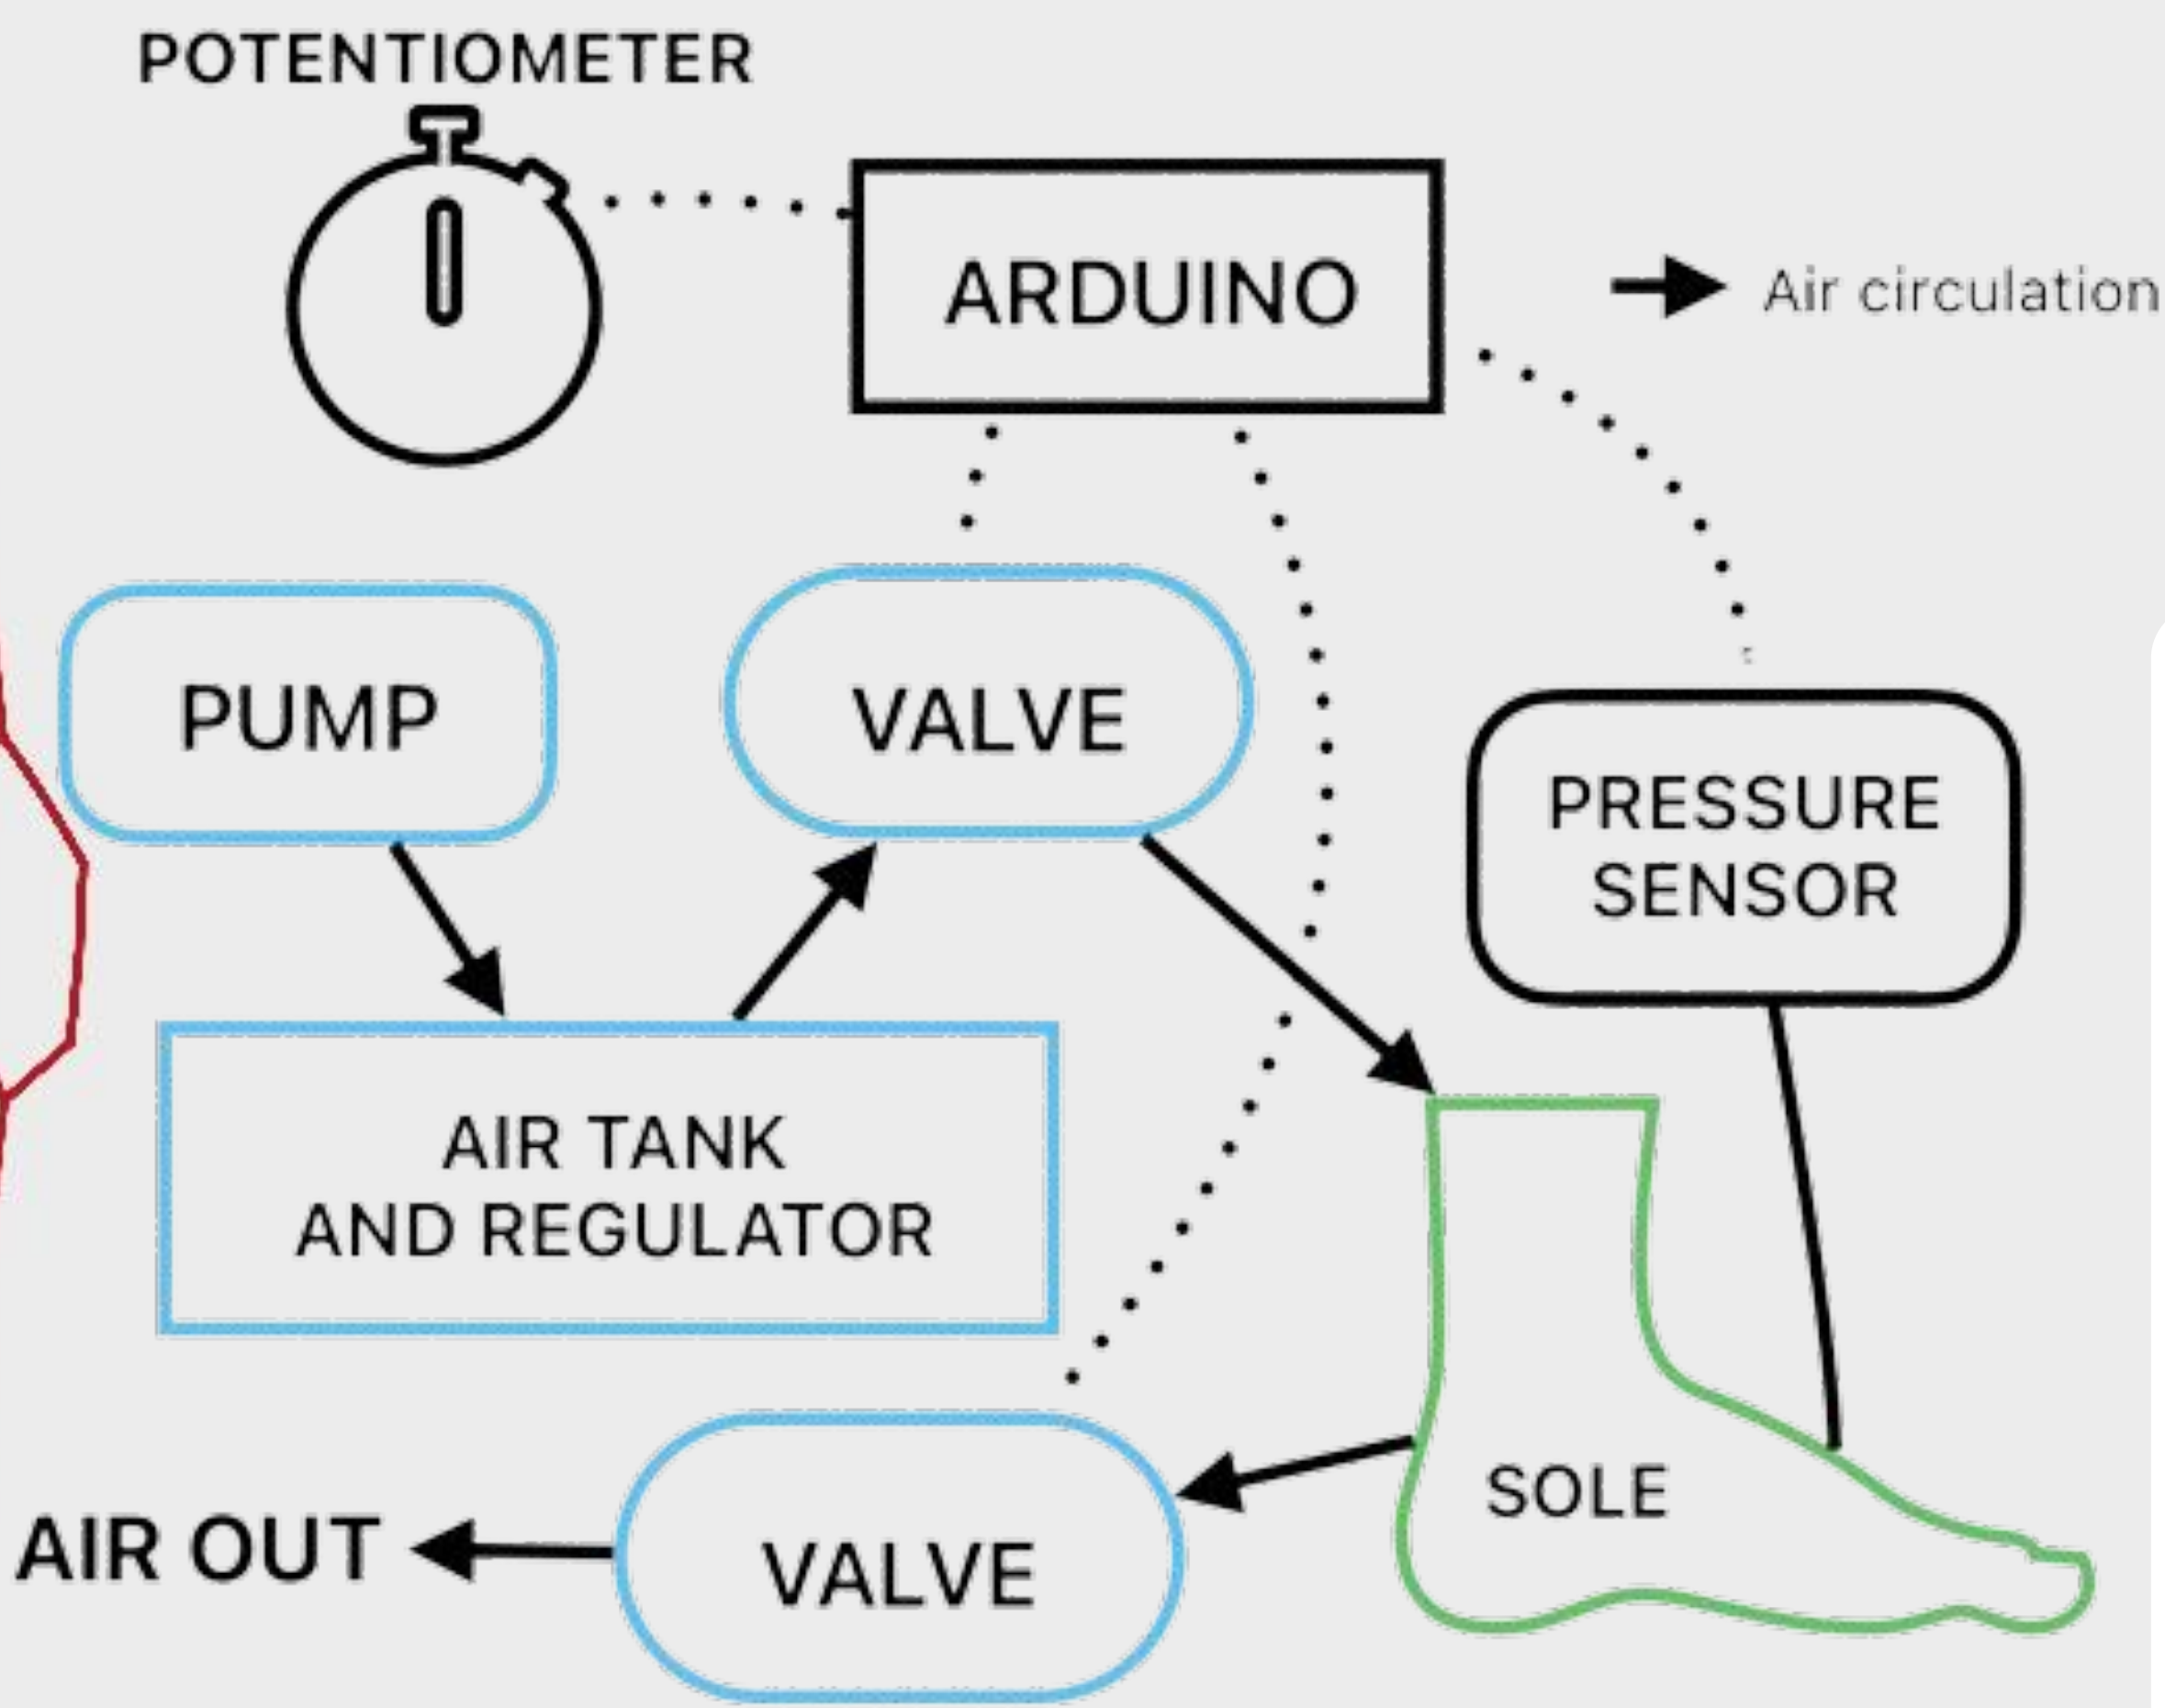 POTENTIOMETER
ARDUINO
Air circulation
PUMP
VALVE
PRESSURE
SENSOR
AIR TANK
AND REGULATOR
SOLE
AIR OUT
VALVE